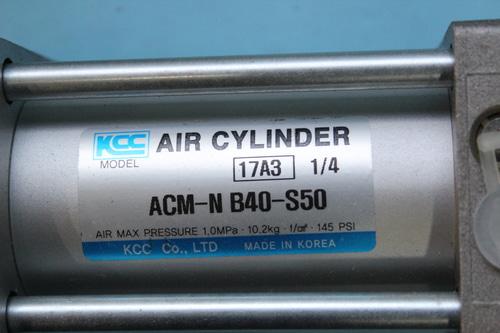 KCC AIR CYLINDER
MODEL 17A3 1/4
ACM-N B40-S50
AIR MAX PRESSURE 1.0MPa · 10.2kg · f/㎠ · 145 PSI
KCC Co., LTD MADE IN KOREA